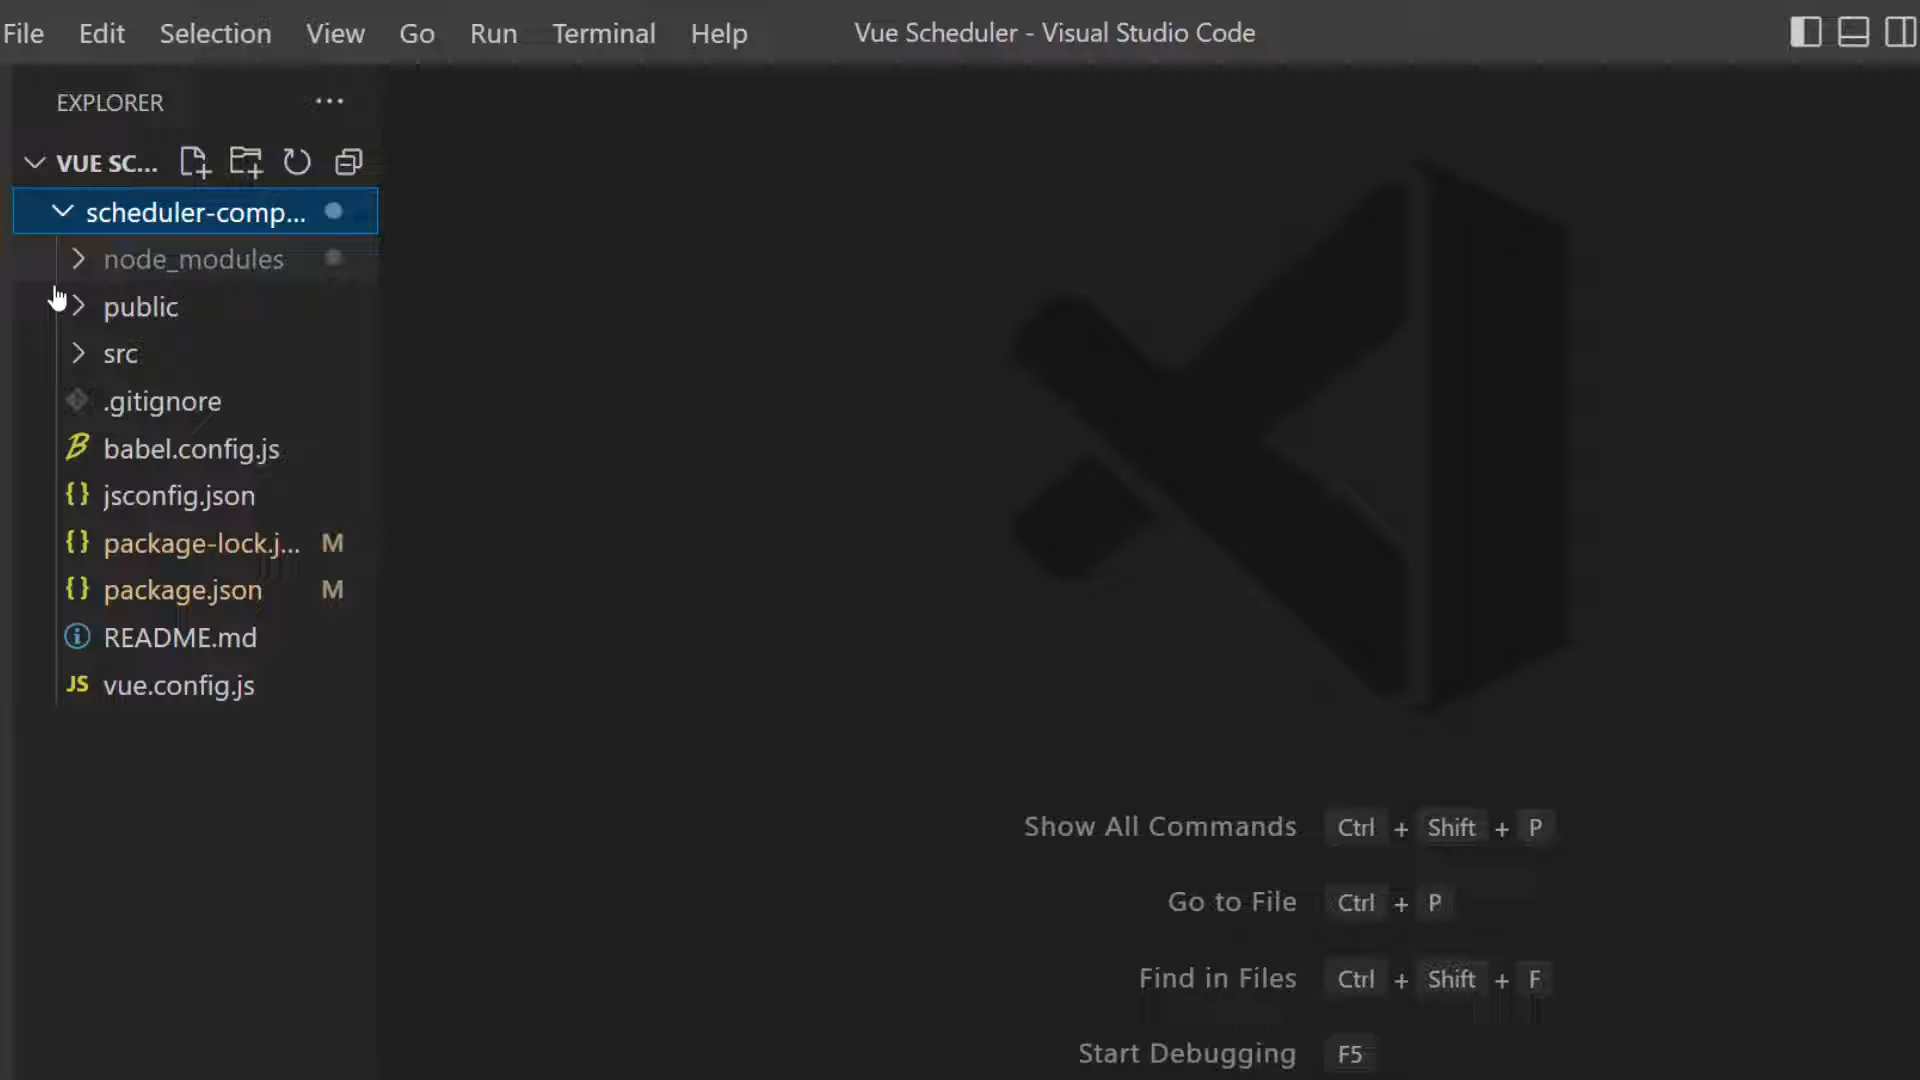 File Edit Selection View Go Run Terminal Help Vue Scheduler - Visual Studio Code
EXPLORER
VUE SC...
scheduler-comp...
node_modules
public
src
.gitignore
babel.config.js
jsconfig.json
package-lock.j... M
package.json M
README.md
JS vue.config.js
Show All Commands Ctrl + Shift + P
Go to File Ctrl + P
Find in Files Ctrl + Shift + F
Start Debugging F5